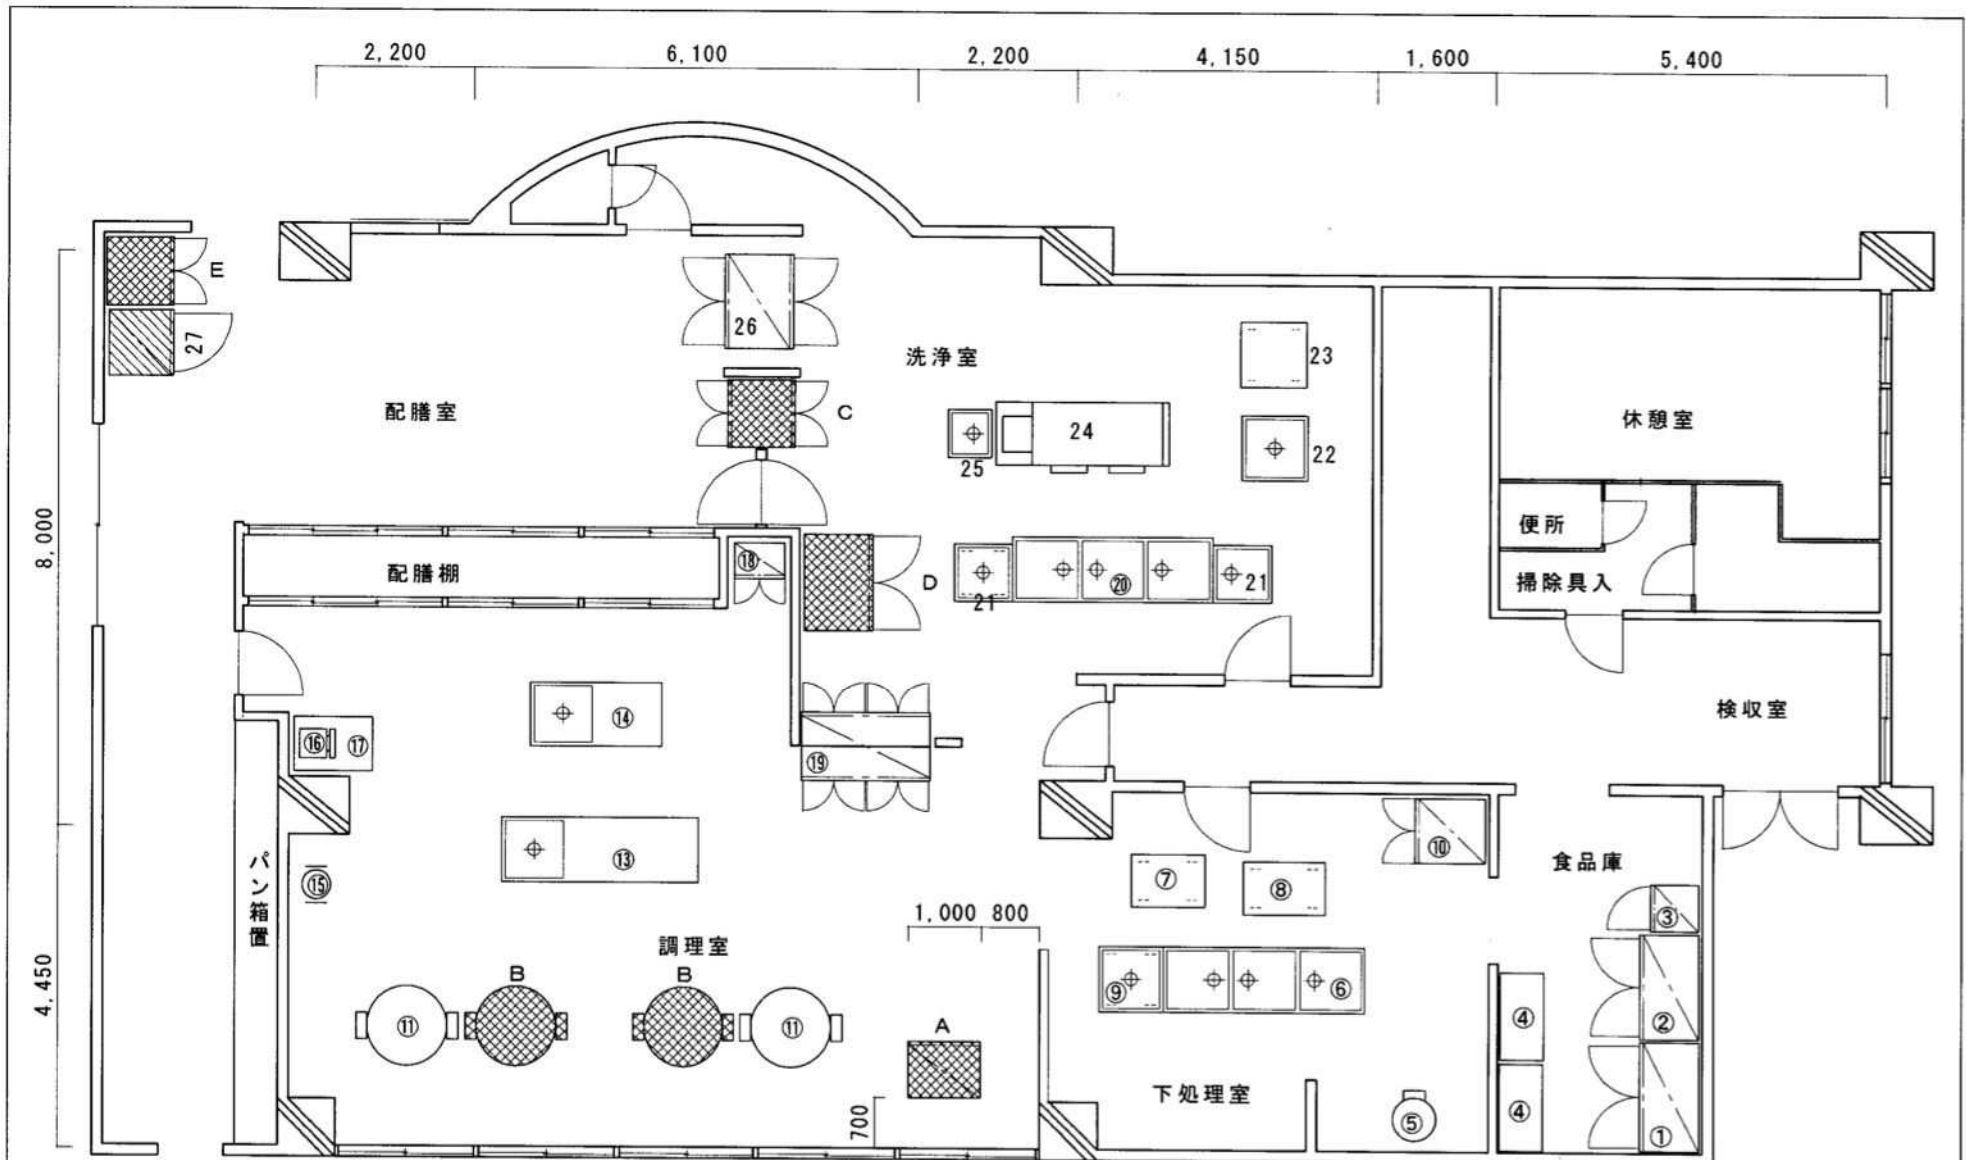 2,200 6,100 2,200 4,150 1,600 5,400
E
27
26
洗浄室
23
配膳室
C
24
25
22
休憩室
8,000
便所
配膳棚
⑱
D
21
⑳
21
掃除具入
⑭
検収室
⑯
⑰
⑲
パン箱置
⑮
⑬
⑩
食品庫
⑦
⑧
③
1,000 800
調理室
4,450
B
B
⑪
⑪
A
⑨
⑥
④
②
700
下処理室
⑤
④
①